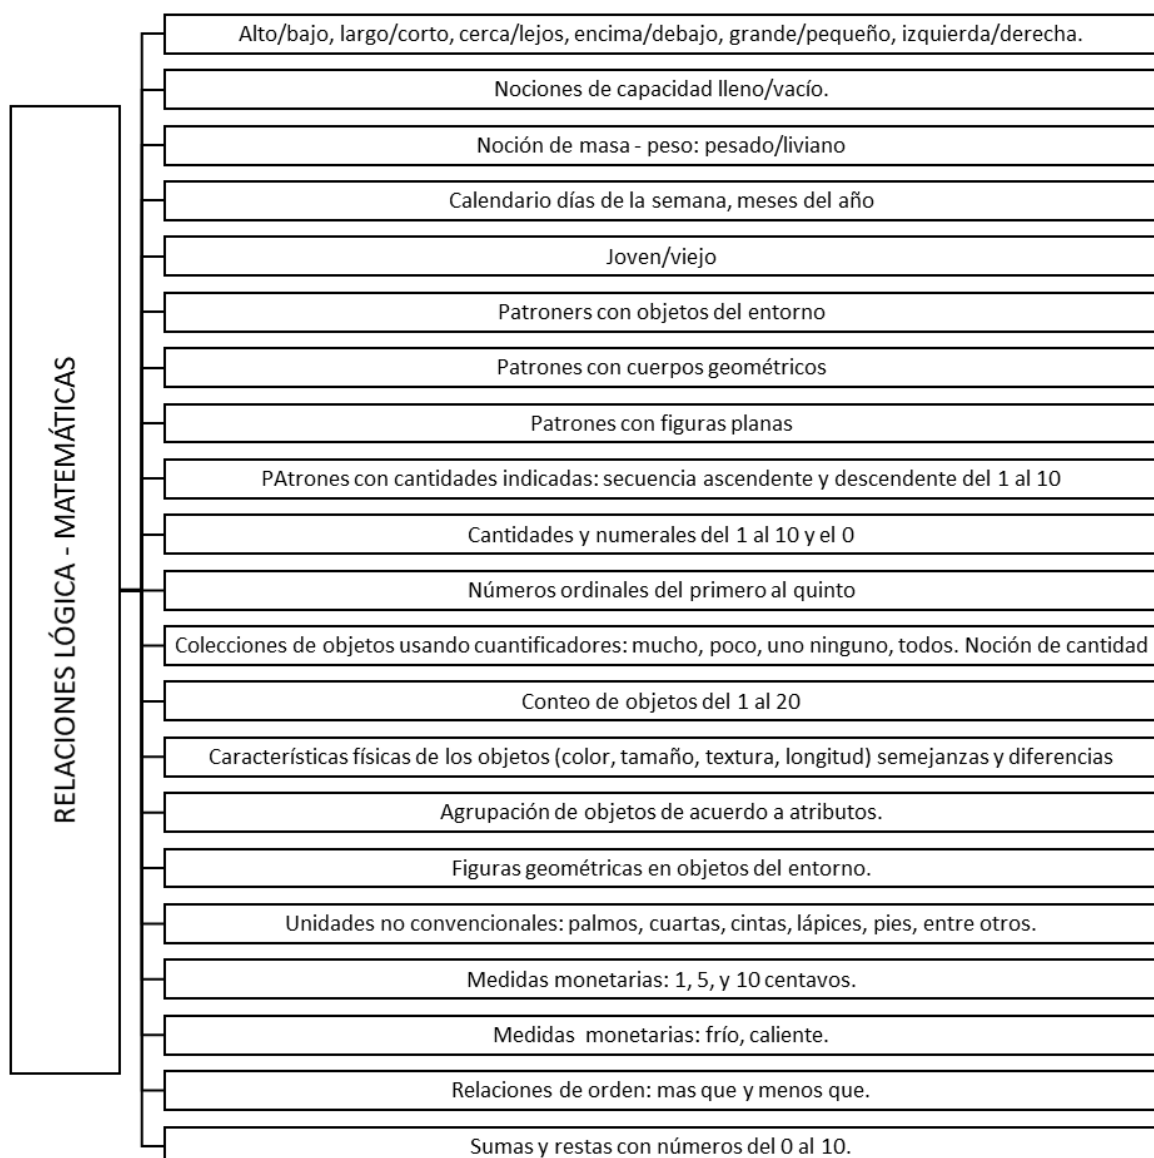 RELACIONES LÓGICA - MATEMÁTICAS
Alto/bajo, largo/corto, cerca/lejos, encima/debajo, grande/pequeño, izquierda/derecha.
Nociones de capacidad lleno/vacío.
Noción de masa - peso: pesado/liviano
Calendario días de la semana, meses del año
Joven/viejo
Patroners con objetos del entorno
Patrones con cuerpos geométricos
Patrones con figuras planas
PAtrones con cantidades indicadas: secuencia ascendente y descendente del 1 al 10
Cantidades y numerales del 1 al 10 y el 0
Números ordinales del primero al quinto
Colecciones de objetos usando cuantificadores: mucho, poco, uno ninguno, todos. Noción de cantidad
Conteo de objetos del 1 al 20
Característísticas físicas de los objetos (color, tamaño, textura, longitud) semejanzas y diferencias
Agrupación de objetos de acuerdo a atributos.
Figuras geométricas en objetos del entorno.
Unidades no convencionales: palmos, cuartas, cintas, lápices, pies, entre otros.
Medidas monetarias: 1, 5, y 10 centavos.
Medidas monetarias: frío, caliente.
Relaciones de orden: mas que y menos que.
Sumas y restas con números del 0 al 10.